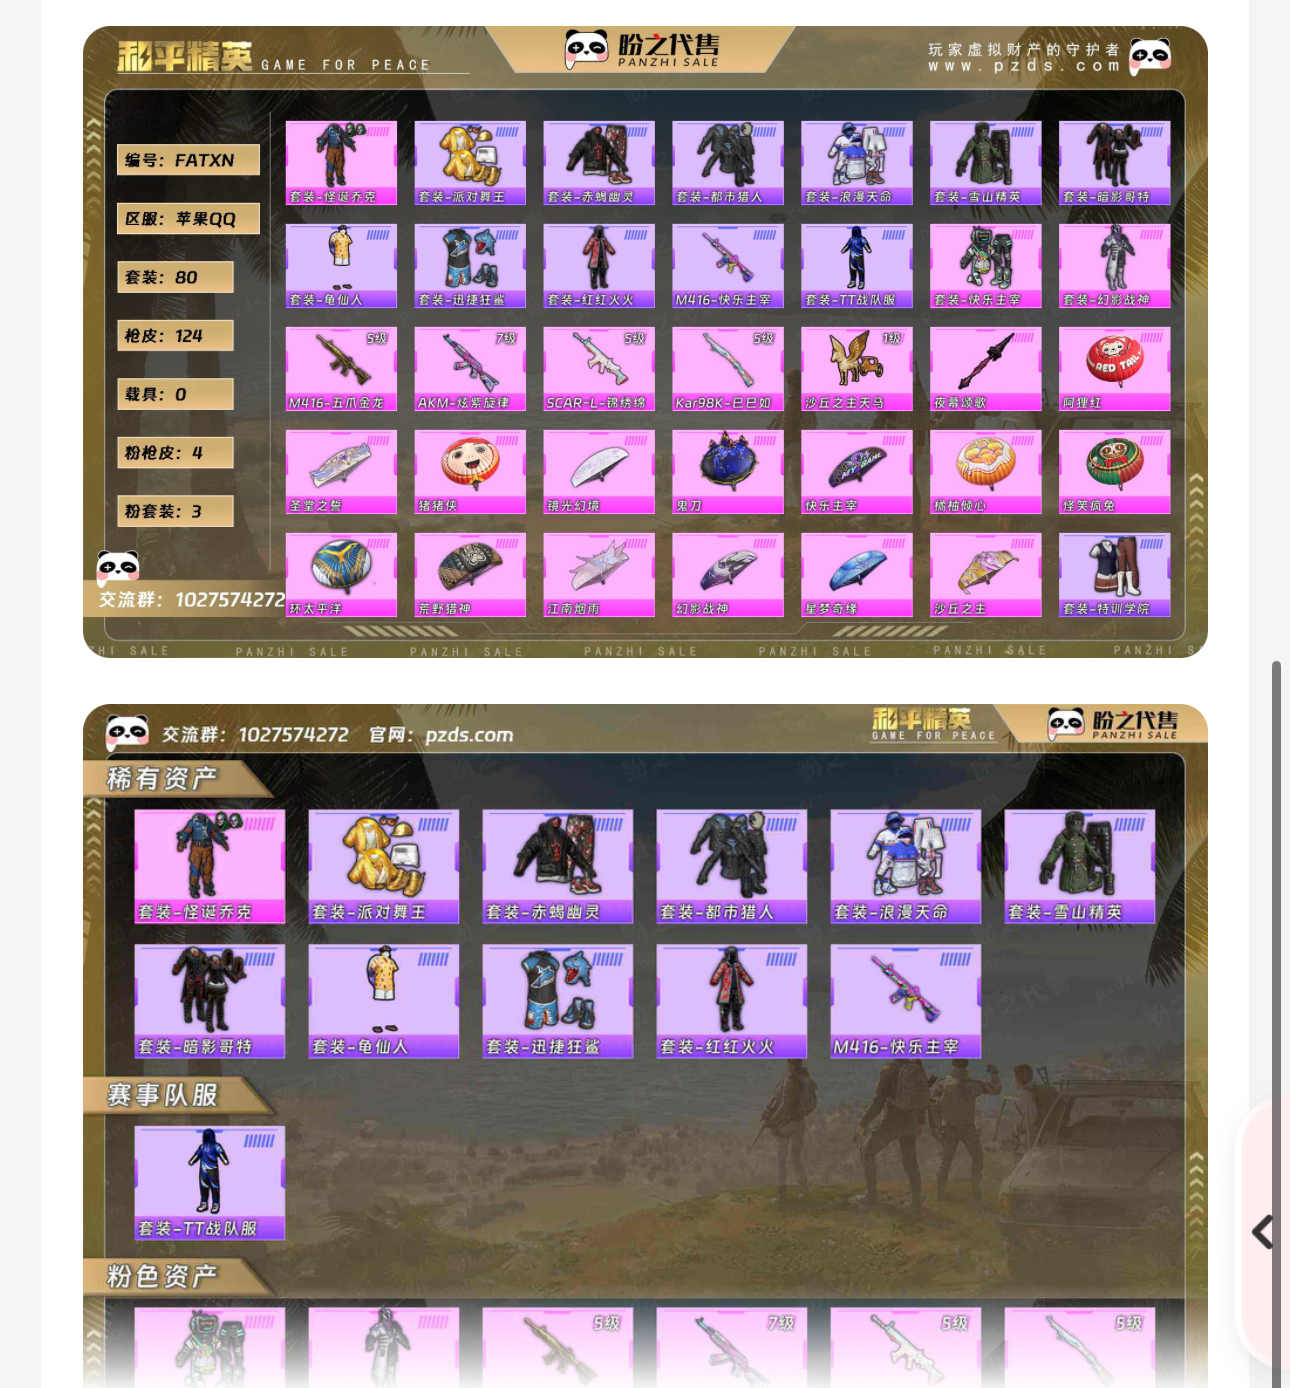 和平精英 GAME FOR PEACE
盼之代售
PANZHI SALE
玩家虚拟财产的守护者
www.pzds.com
编号：FATXN
区服：苹果QQ
套装：80
枪皮：124
载具：0
粉枪皮：4
粉套装：3
交流群：1027574272
套装-怪诞乔克 套装-派对舞王 套装-赤蝎幽灵 套装-都市猎人 套装-浪漫天命 套装-雪山精英 套装-暗影哥特
套装-龟仙人 套装-迅捷狂鲨 套装-红红火火 M416-快乐主宰 套装-TT战队服 套装-快乐主宰 套装-幻影战神
5级 7级 5级 5级 1级
M416-五爪金龙 AKM-炫紫旋律 SCAR-L-锦绣绵 Kar98K-巳巳如 沙丘之主天马 夜幕颂歌 阿狸红
RED TAIL
圣堂之誓 猪猪侠 镜光幻境 鬼刀 快乐主宰 橘柚倾心 怪笑疯兔
MY GAME
环太平洋 荒野猎神 江南烟雨 幻影战神 星梦奇缘 沙丘之主 套装-特训学院
HI SALE PANZHI SALE PANZHI SALE PANZHI SALE PANZHI SALE PANZHI SALE PANZHI S
交流群：1027574272 官网：pzds.com
和平精英
GAME FOR PEACE
盼之代售
PANZHI SALE
稀有资产
套装-怪诞乔克 套装-派对舞王 套装-赤蝎幽灵 套装-都市猎人 套装-浪漫天命 套装-雪山精英
套装-暗影哥特 套装-龟仙人 套装-迅捷狂鲨 套装-红红火火 M416-快乐主宰
赛事队服
套装-TT战队服
粉色资产
5级 7级 5级 5级